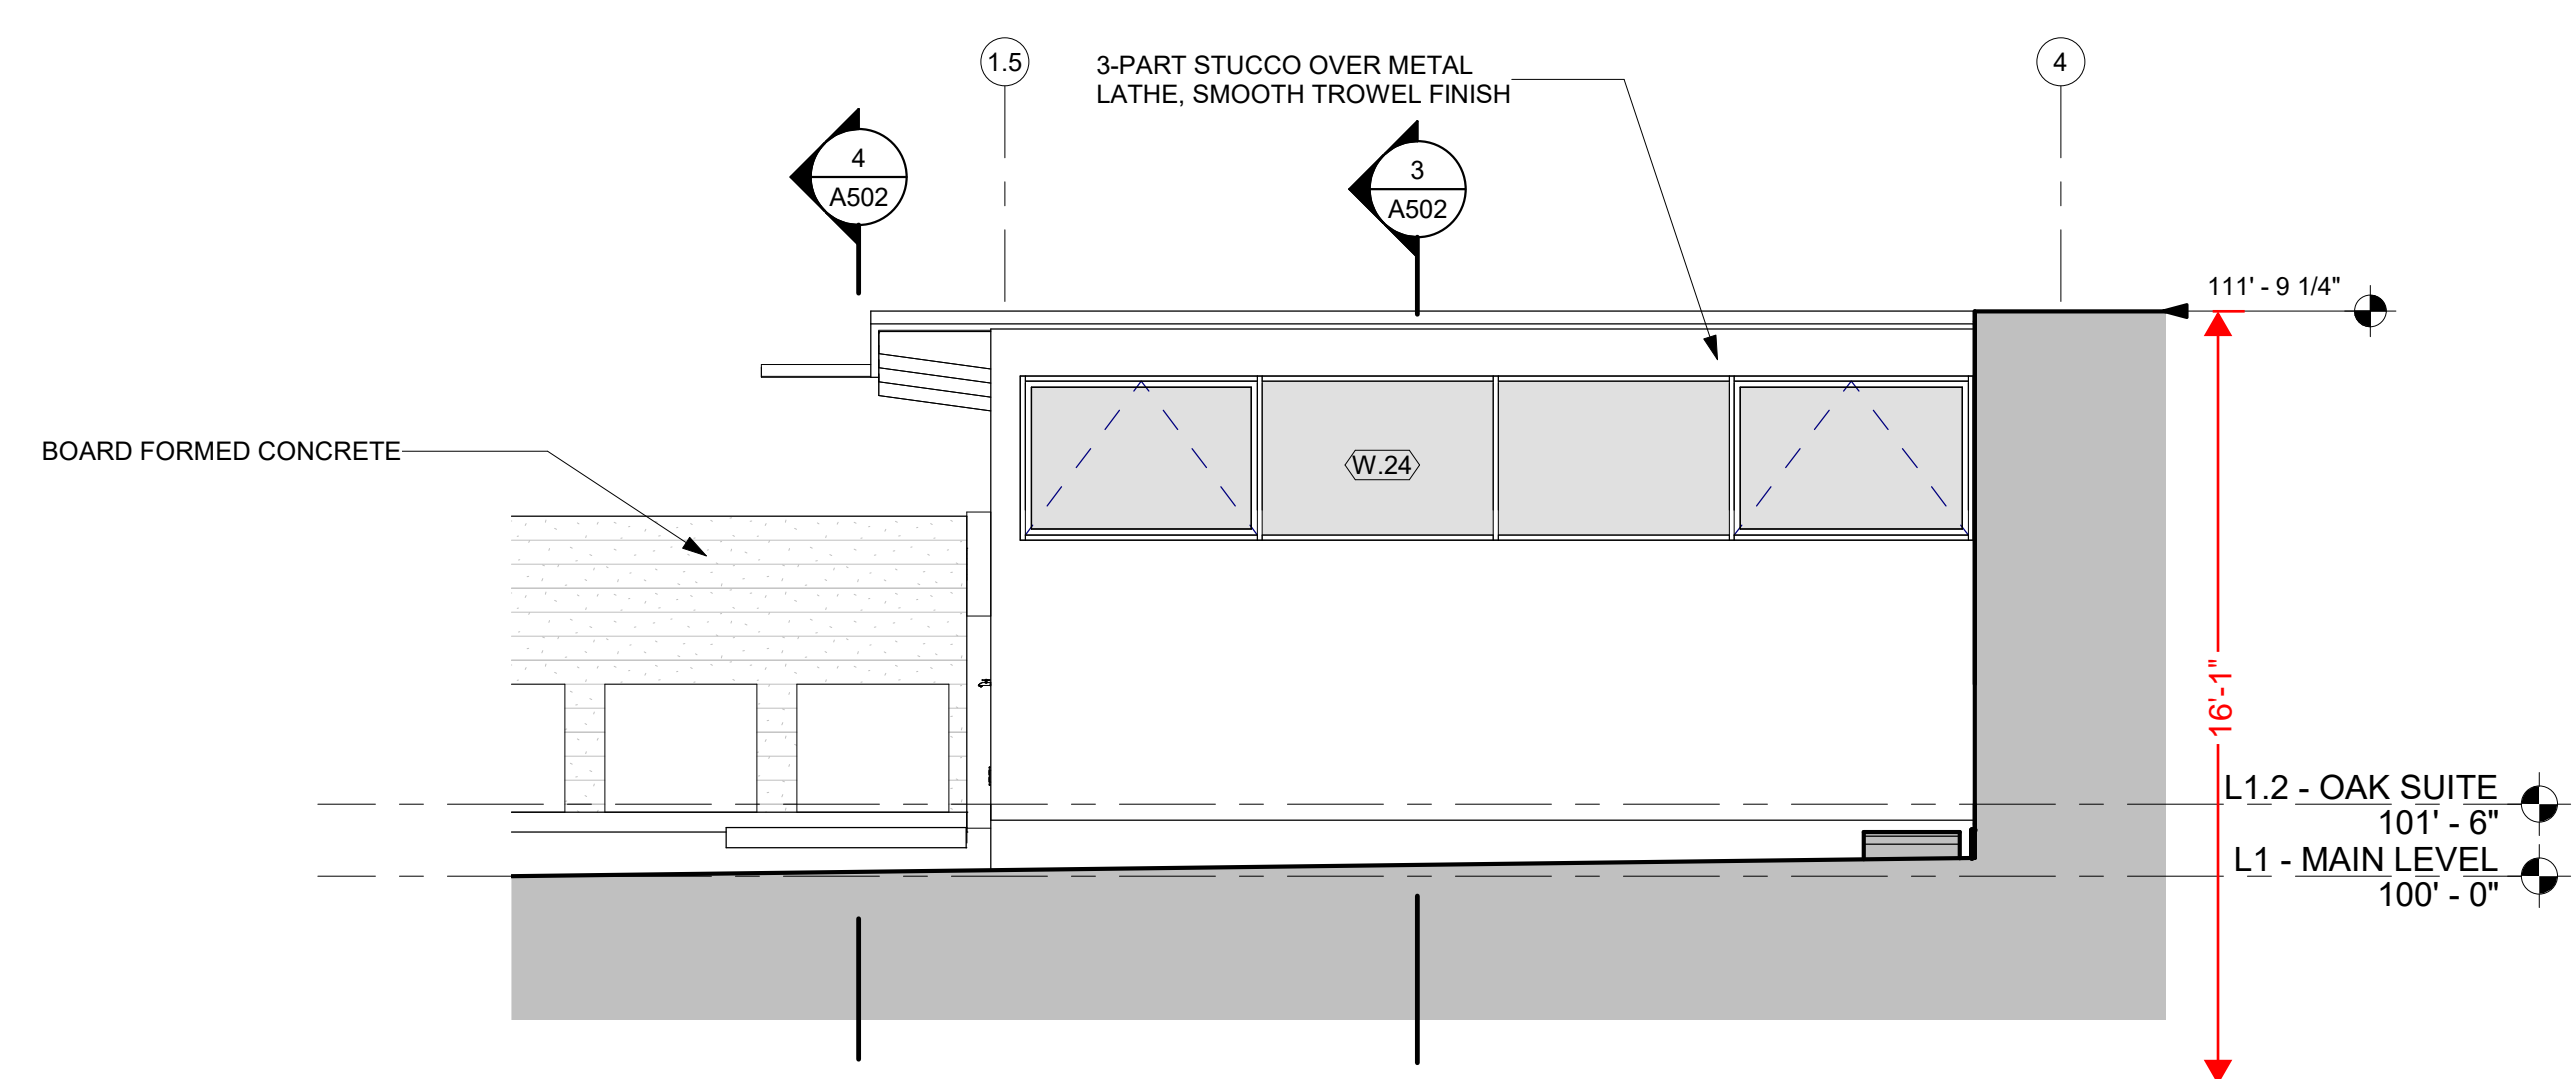 1.5
3-PART STUCCO OVER METAL
LATHE, SMOOTH TROWEL FINISH
4
4
A502
3
A502
111' - 9 1/4"
BOARD FORMED CONCRETE
W.24
16'-1"
L1.2 - OAK SUITE
101' - 6"
L1 - MAIN LEVEL
100' - 0"